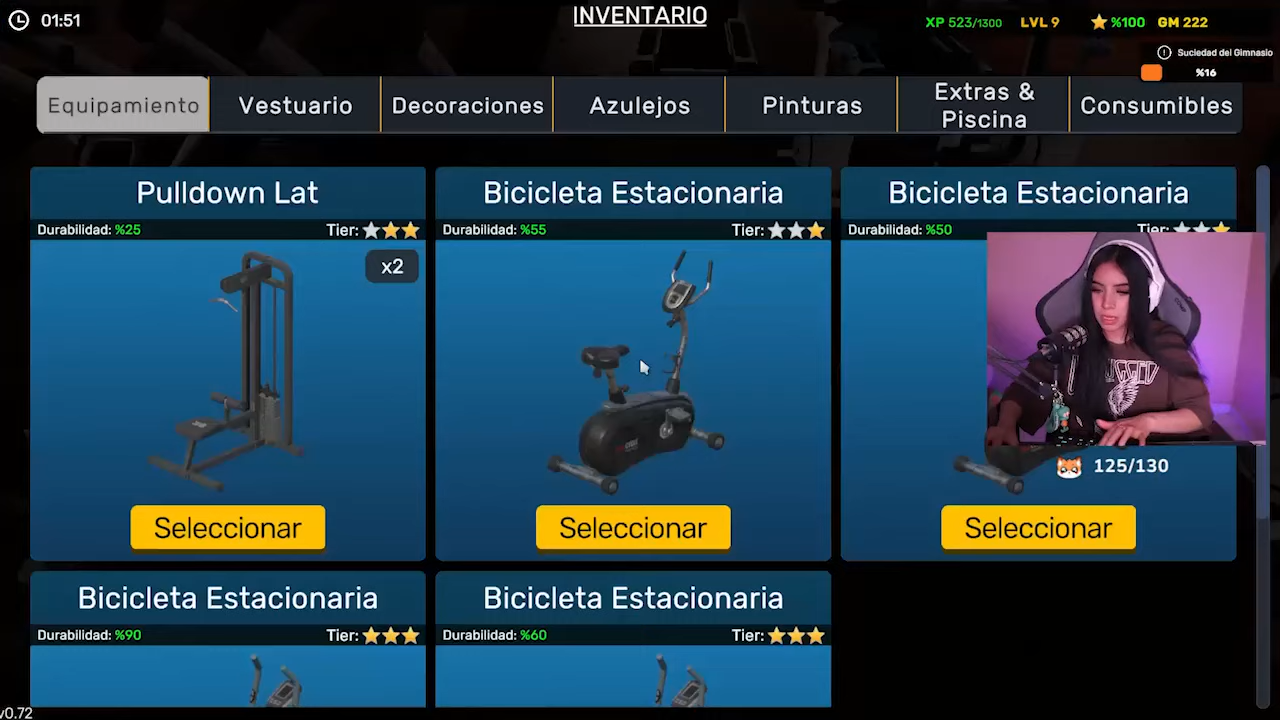 01:51
INVENTARIO
XP 523/1300 LVL 9 %100 GM 222
Suciedad del Gimnasio
%16
Equipamiento
Vestuario
Decoraciones
Azulejos
Pinturas
Extras &
Piscina
Consumibles
Pulldown Lat
Durabilidad: %25 Tier:
x2
Seleccionar
Bicicleta Estacionaria
Durabilidad: %55 Tier:
Seleccionar
Bicicleta Estacionaria
Durabilidad: %50 Tier:
125/130
Seleccionar
Bicicleta Estacionaria
Durabilidad: %90 Tier:
Bicicleta Estacionaria
Durabilidad: %60 Tier:
v0.72